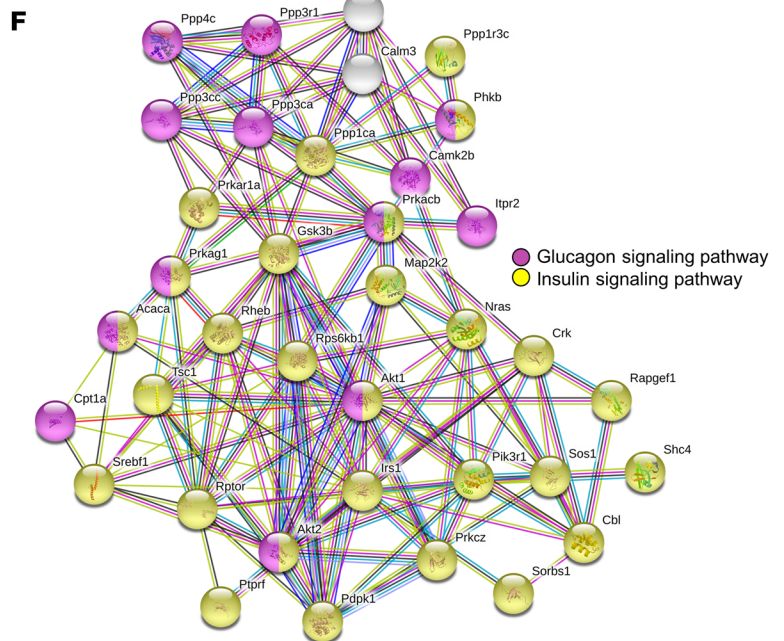 F
Ppp4c
Ppp3r1
Calm3
Ppp1r3c
Ppp3cc
Ppp3ca
Phkb
Ppp1ca
Camk2b
Prkar1a
Prkacb
Itpr2
Gsk3b
Glucagon signaling pathway
Insulin signaling pathway
Prkag1
Map2k2
Acaca
Rheb
Nras
Rps6kb1
Crk
Tsc1
Akt1
Rapgef1
Cpt1a
Srebf1
Irs1
Pik3r1
Sos1
Shc4
Rptor
Akt2
Prkcz
Cbl
Ptprf
Pdpk1
Sorbs1